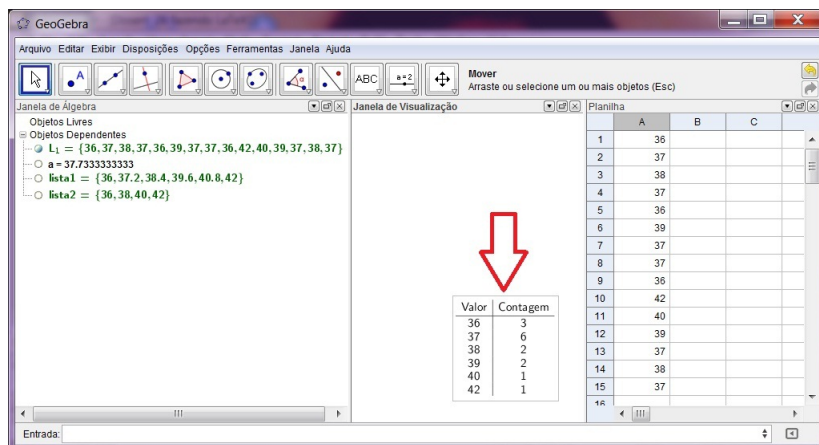 GeoGebra
Arquivo Editar Exibir Disposições Opções Ferramentas Janela Ajuda
A
ABC
a=2
Mover
Arraste ou selecione um ou mais objetos (Esc)
Janela de Álgebra
Objetos Livres
Objetos Dependentes
L₁ = {36,37,38,37,36,39,37,37,36,42,40,39,37,38,37}
a = 37.7333333333
lista1 = {36,37.2,38.4,39.6,40.8,42}
lista2 = {36,38,40,42}
Janela de Visualização
Valor Contagem
36 3
37 6
38 2
39 2
40 1
42 1
Planilha
A B C
1 36
2 37
3 38
4 37
5 36
6 39
7 37
8 37
9 36
10 42
11 40
12 39
13 37
14 38
15 37
16
Entrada: